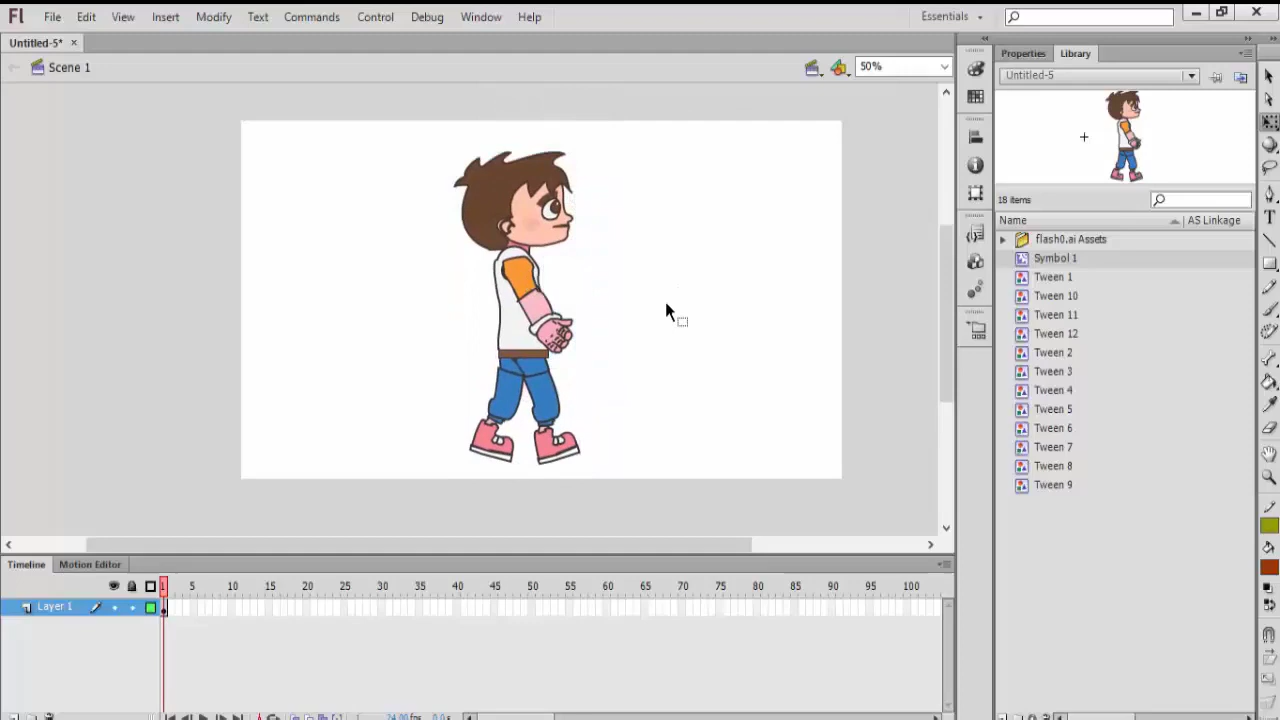 Fl File Edit View Insert Modify Text Commands Control Debug Window Help Essentials
Untitled-5* ×
Scene 1 50%
Properties Library
Untitled-5
18 items
Name AS Linkage
flash0.ai Assets
Symbol 1
Tween 1
Tween 10
Tween 11
Tween 12
Tween 2
Tween 3
Tween 4
Tween 5
Tween 6
Tween 7
Tween 8
Tween 9
Timeline Motion Editor
1 5 10 15 20 25 30 35 40 45 50 55 60 65 70 75 80 85 90 95 100
Layer 1